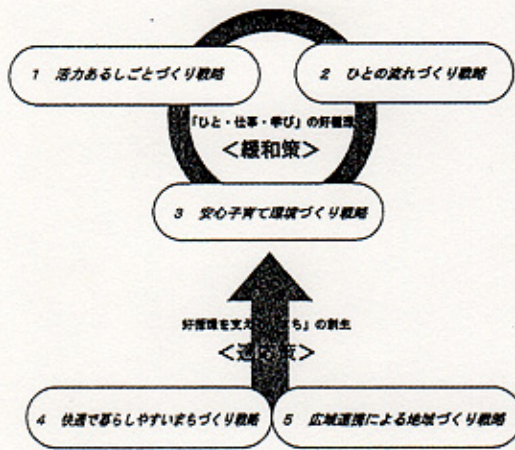 1 活力あるしごとづくり戦略
2 ひとの流れづくり戦略
「ひと・仕事・学び」の好循環
＜緩和策＞
3 安心子育て環境づくり戦略
好循環を支え　まち」の創生
＜適応策＞
4 快適で暮らしやすいまちづくり戦略
5 広域連携による地域づくり戦略